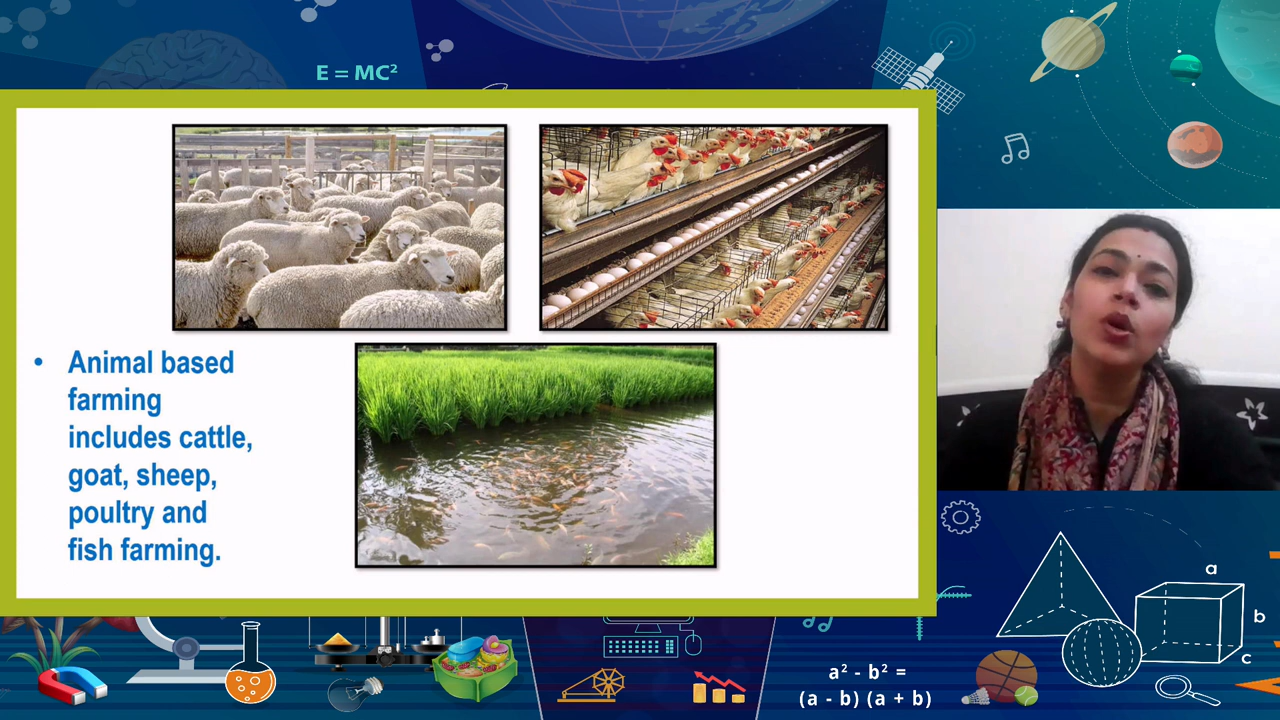 E = MC²
• Animal based
farming
includes cattle,
goat, sheep,
poultry and
fish farming.
a
b
c
a² - b² =
(a - b) (a + b)